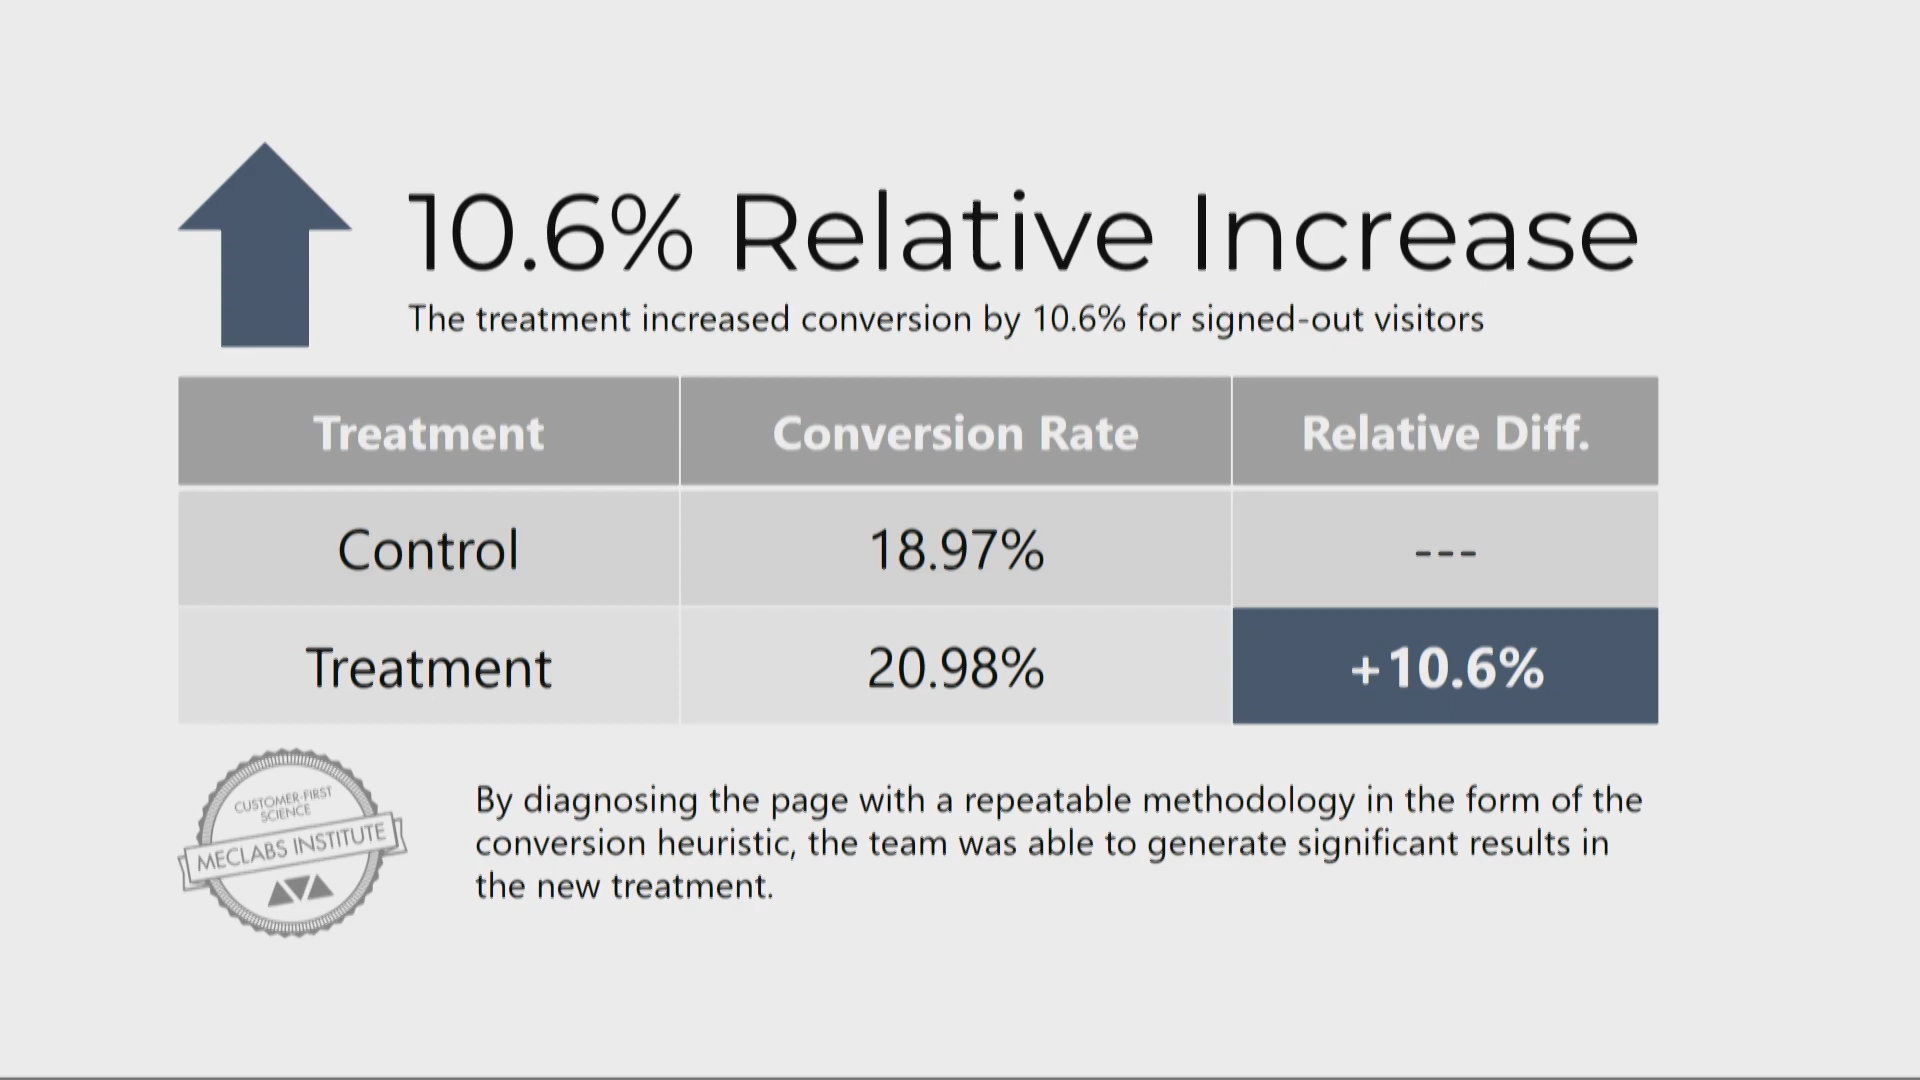 10.6% Relative Increase
The treatment increased conversion by 10.6% for signed-out visitors
Treatment Conversion Rate Relative Diff.
Control 18.97% ---
Treatment 20.98% +10.6%
CUSTOMER-FIRST
SCIENCE
MECLABS INSTITUTE
By diagnosing the page with a repeatable methodology in the form of the
conversion heuristic, the team was able to generate significant results in
the new treatment.